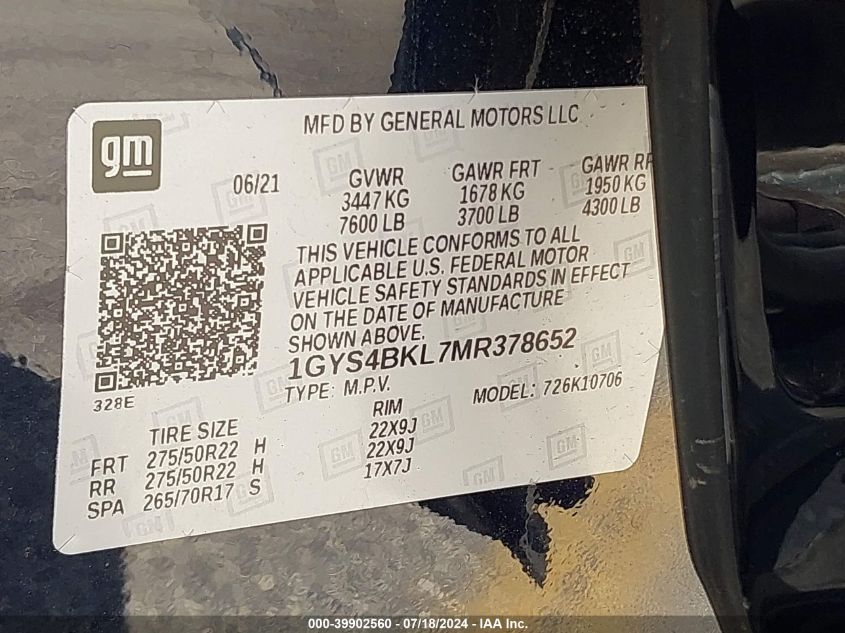 gm
MFD BY GENERAL MOTORS LLC
06/21
GVWR GAWR FRT GAWR RR
3447 KG 1678 KG 1950 KG
7600 LB 3700 LB 4300 LB
THIS VEHICLE CONFORMS TO ALL
APPLICABLE U.S. FEDERAL MOTOR
VEHICLE SAFETY STANDARDS IN EFFECT
ON THE DATE OF MANUFACTURE
SHOWN ABOVE.
1GYS4BKL7MR378652
TYPE: M.P.V. MODEL: 726K10706
328E
TIRE SIZE RIM
FRT 275/50R22 H 22X9J
RR 275/50R22 H 22X9J
SPA 265/70R17 S 17X7J
000-39902560 - 07/18/2024 - IAA Inc.